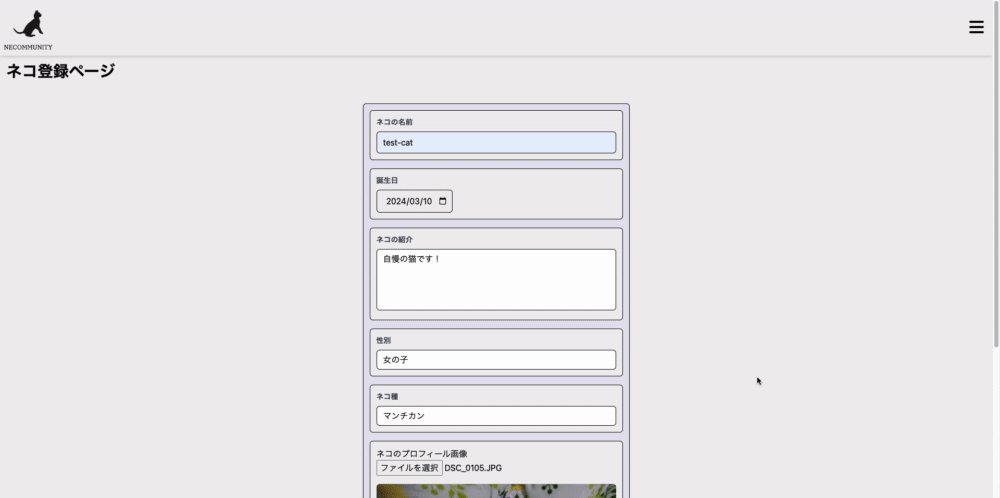 NECOMMUNITY
ネコ登録ページ
ネコの名前
test-cat
誕生日
2024/03/10
ネコの紹介
自慢の猫です！
性別
女の子
ネコ種
マンチカン
ネコのプロフィール画像
ファイルを選択 DSC_0105.JPG